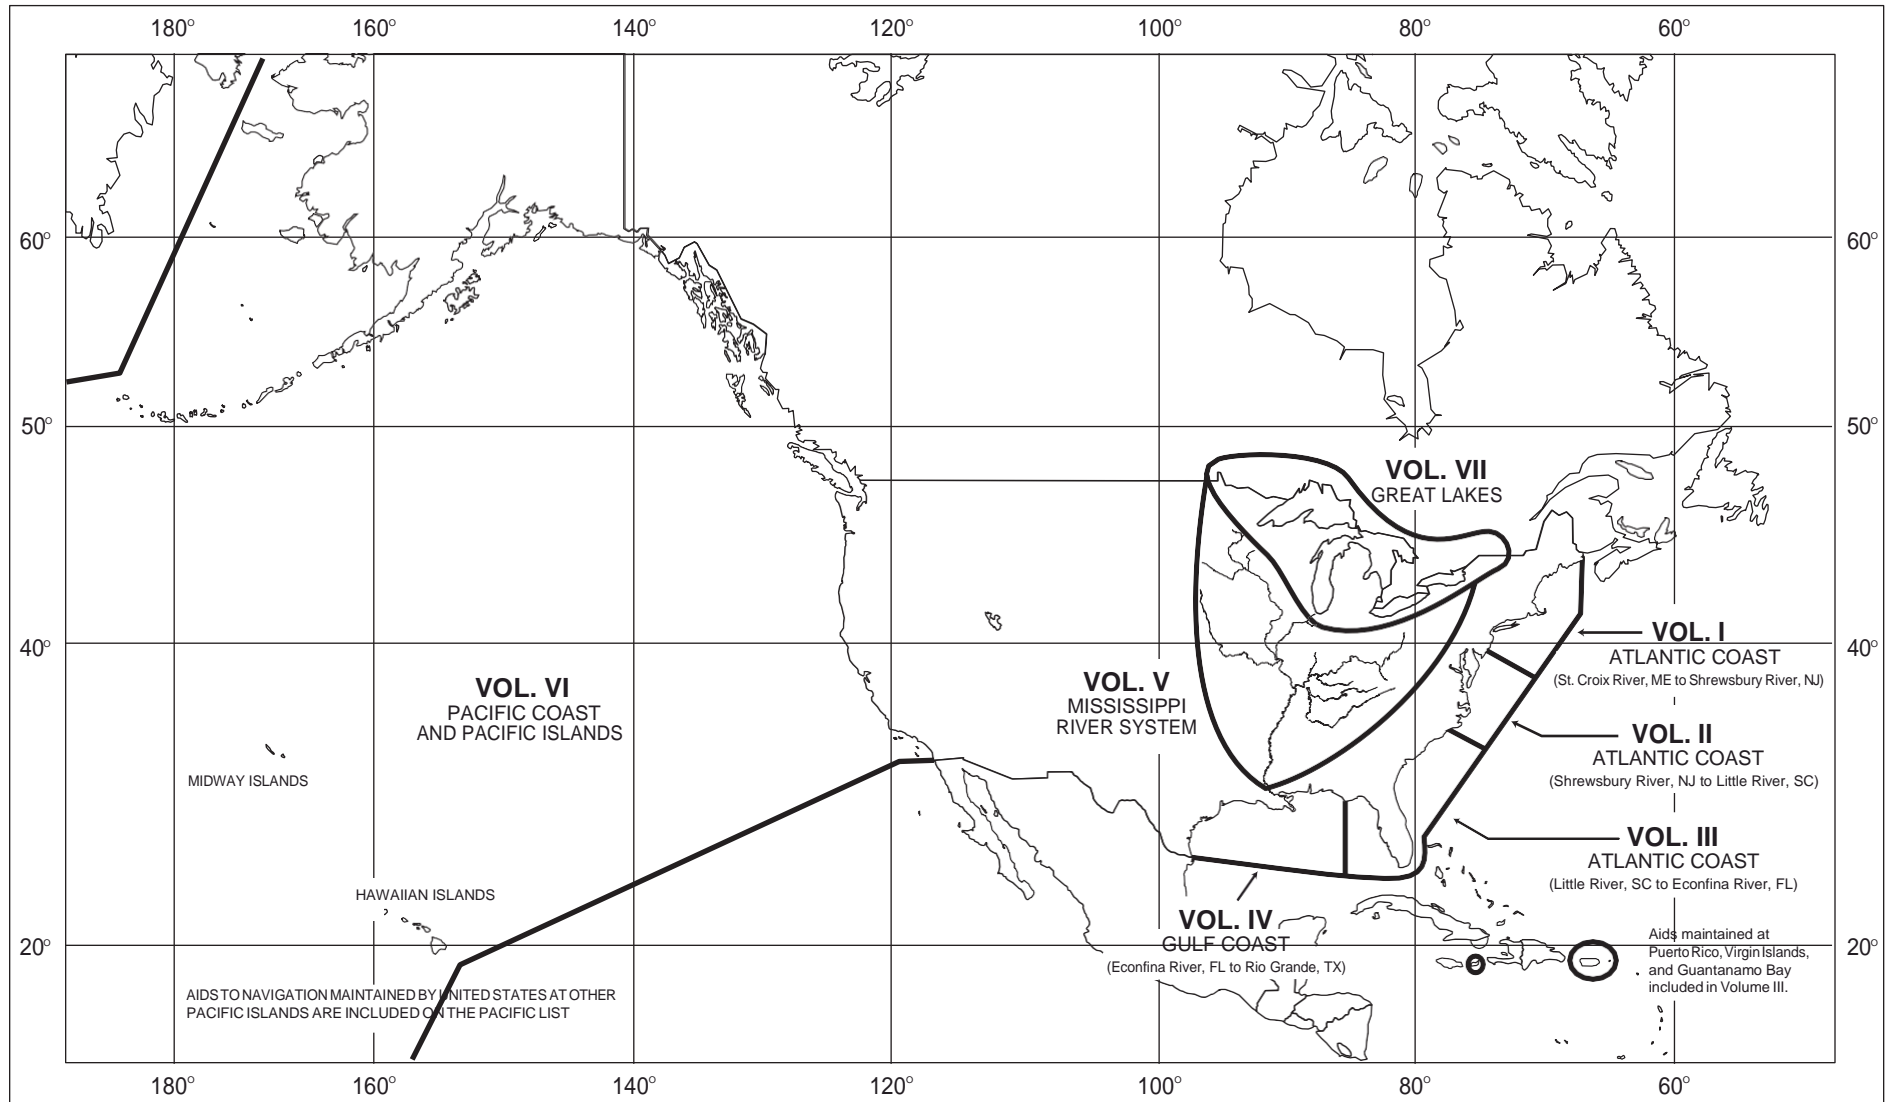 180° 160° 140° 120° 100° 80° 60°
60° 60°
50° 50°
VOL. VII
GREAT LAKES
40° 40°
VOL. I
ATLANTIC COAST
(St. Croix River, ME to Shrewsbury River, NJ)
VOL. VI
PACIFIC COAST
AND PACIFIC ISLANDS
VOL. V
MISSISSIPPI
RIVER SYSTEM
VOL. II
ATLANTIC COAST
(Shrewsbury River, NJ to Little River, SC)
MIDWAY ISLANDS
VOL. III
ATLANTIC COAST
(Little River, SC to Econfina River, FL)
HAWAIIAN ISLANDS
VOL. IV
GULF COAST
(Econfina River, FL to Rio Grande, TX)
20° 20°
Aids maintained at
Puerto Rico, Virgin Islands,
and Guantanamo Bay
included in Volume III.
AIDS TO NAVIGATION MAINTAINED BY UNITED STATES AT OTHER
PACIFIC ISLANDS ARE INCLUDED ON THE PACIFIC LIST
180° 160° 140° 120° 100° 80° 60°